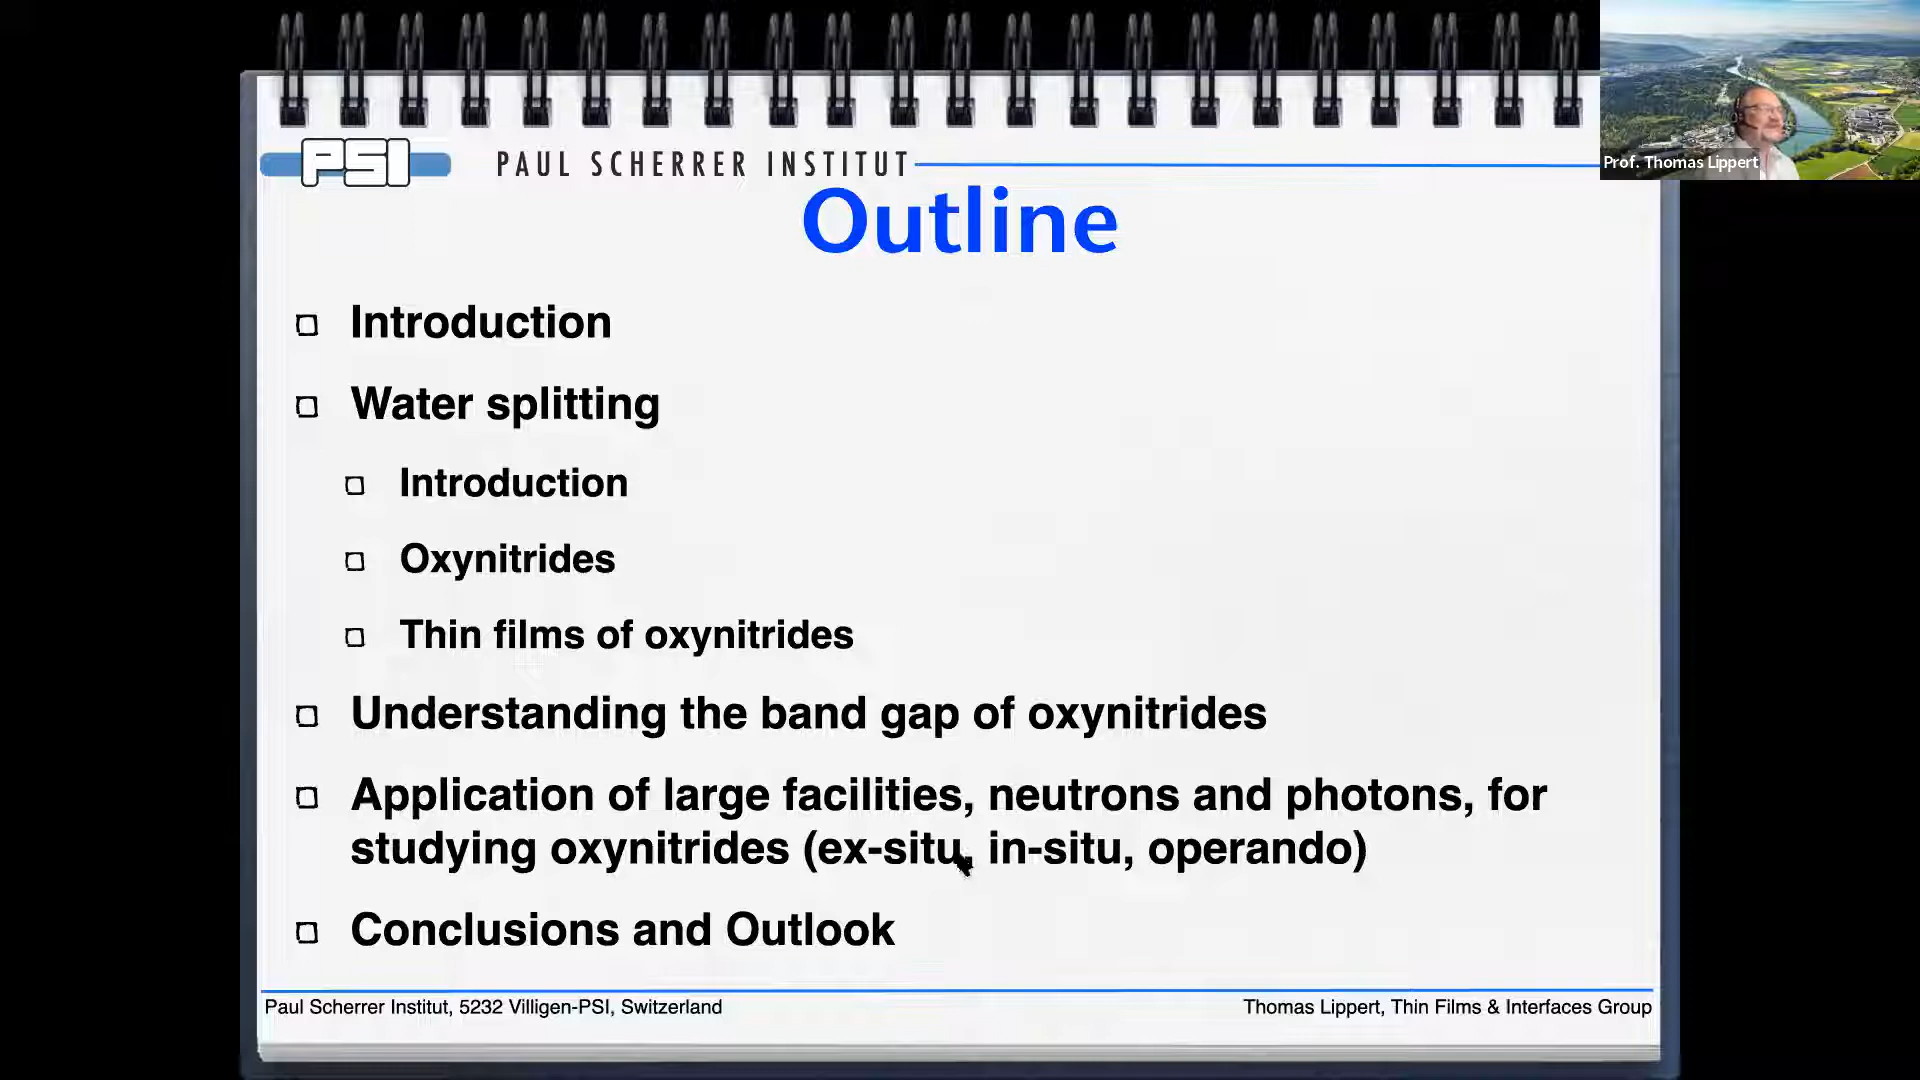 PSI
PAUL SCHERRER INSTITUT
Prof. Thomas Lippert
Outline
Introduction
Water splitting
Introduction
Oxynitrides
Thin films of oxynitrides
Understanding the band gap of oxynitrides
Application of large facilities, neutrons and photons, for
studying oxynitrides (ex-situ, in-situ, operando)
Conclusions and Outlook
Paul Scherrer Institut, 5232 Villigen-PSI, Switzerland
Thomas Lippert, Thin Films & Interfaces Group